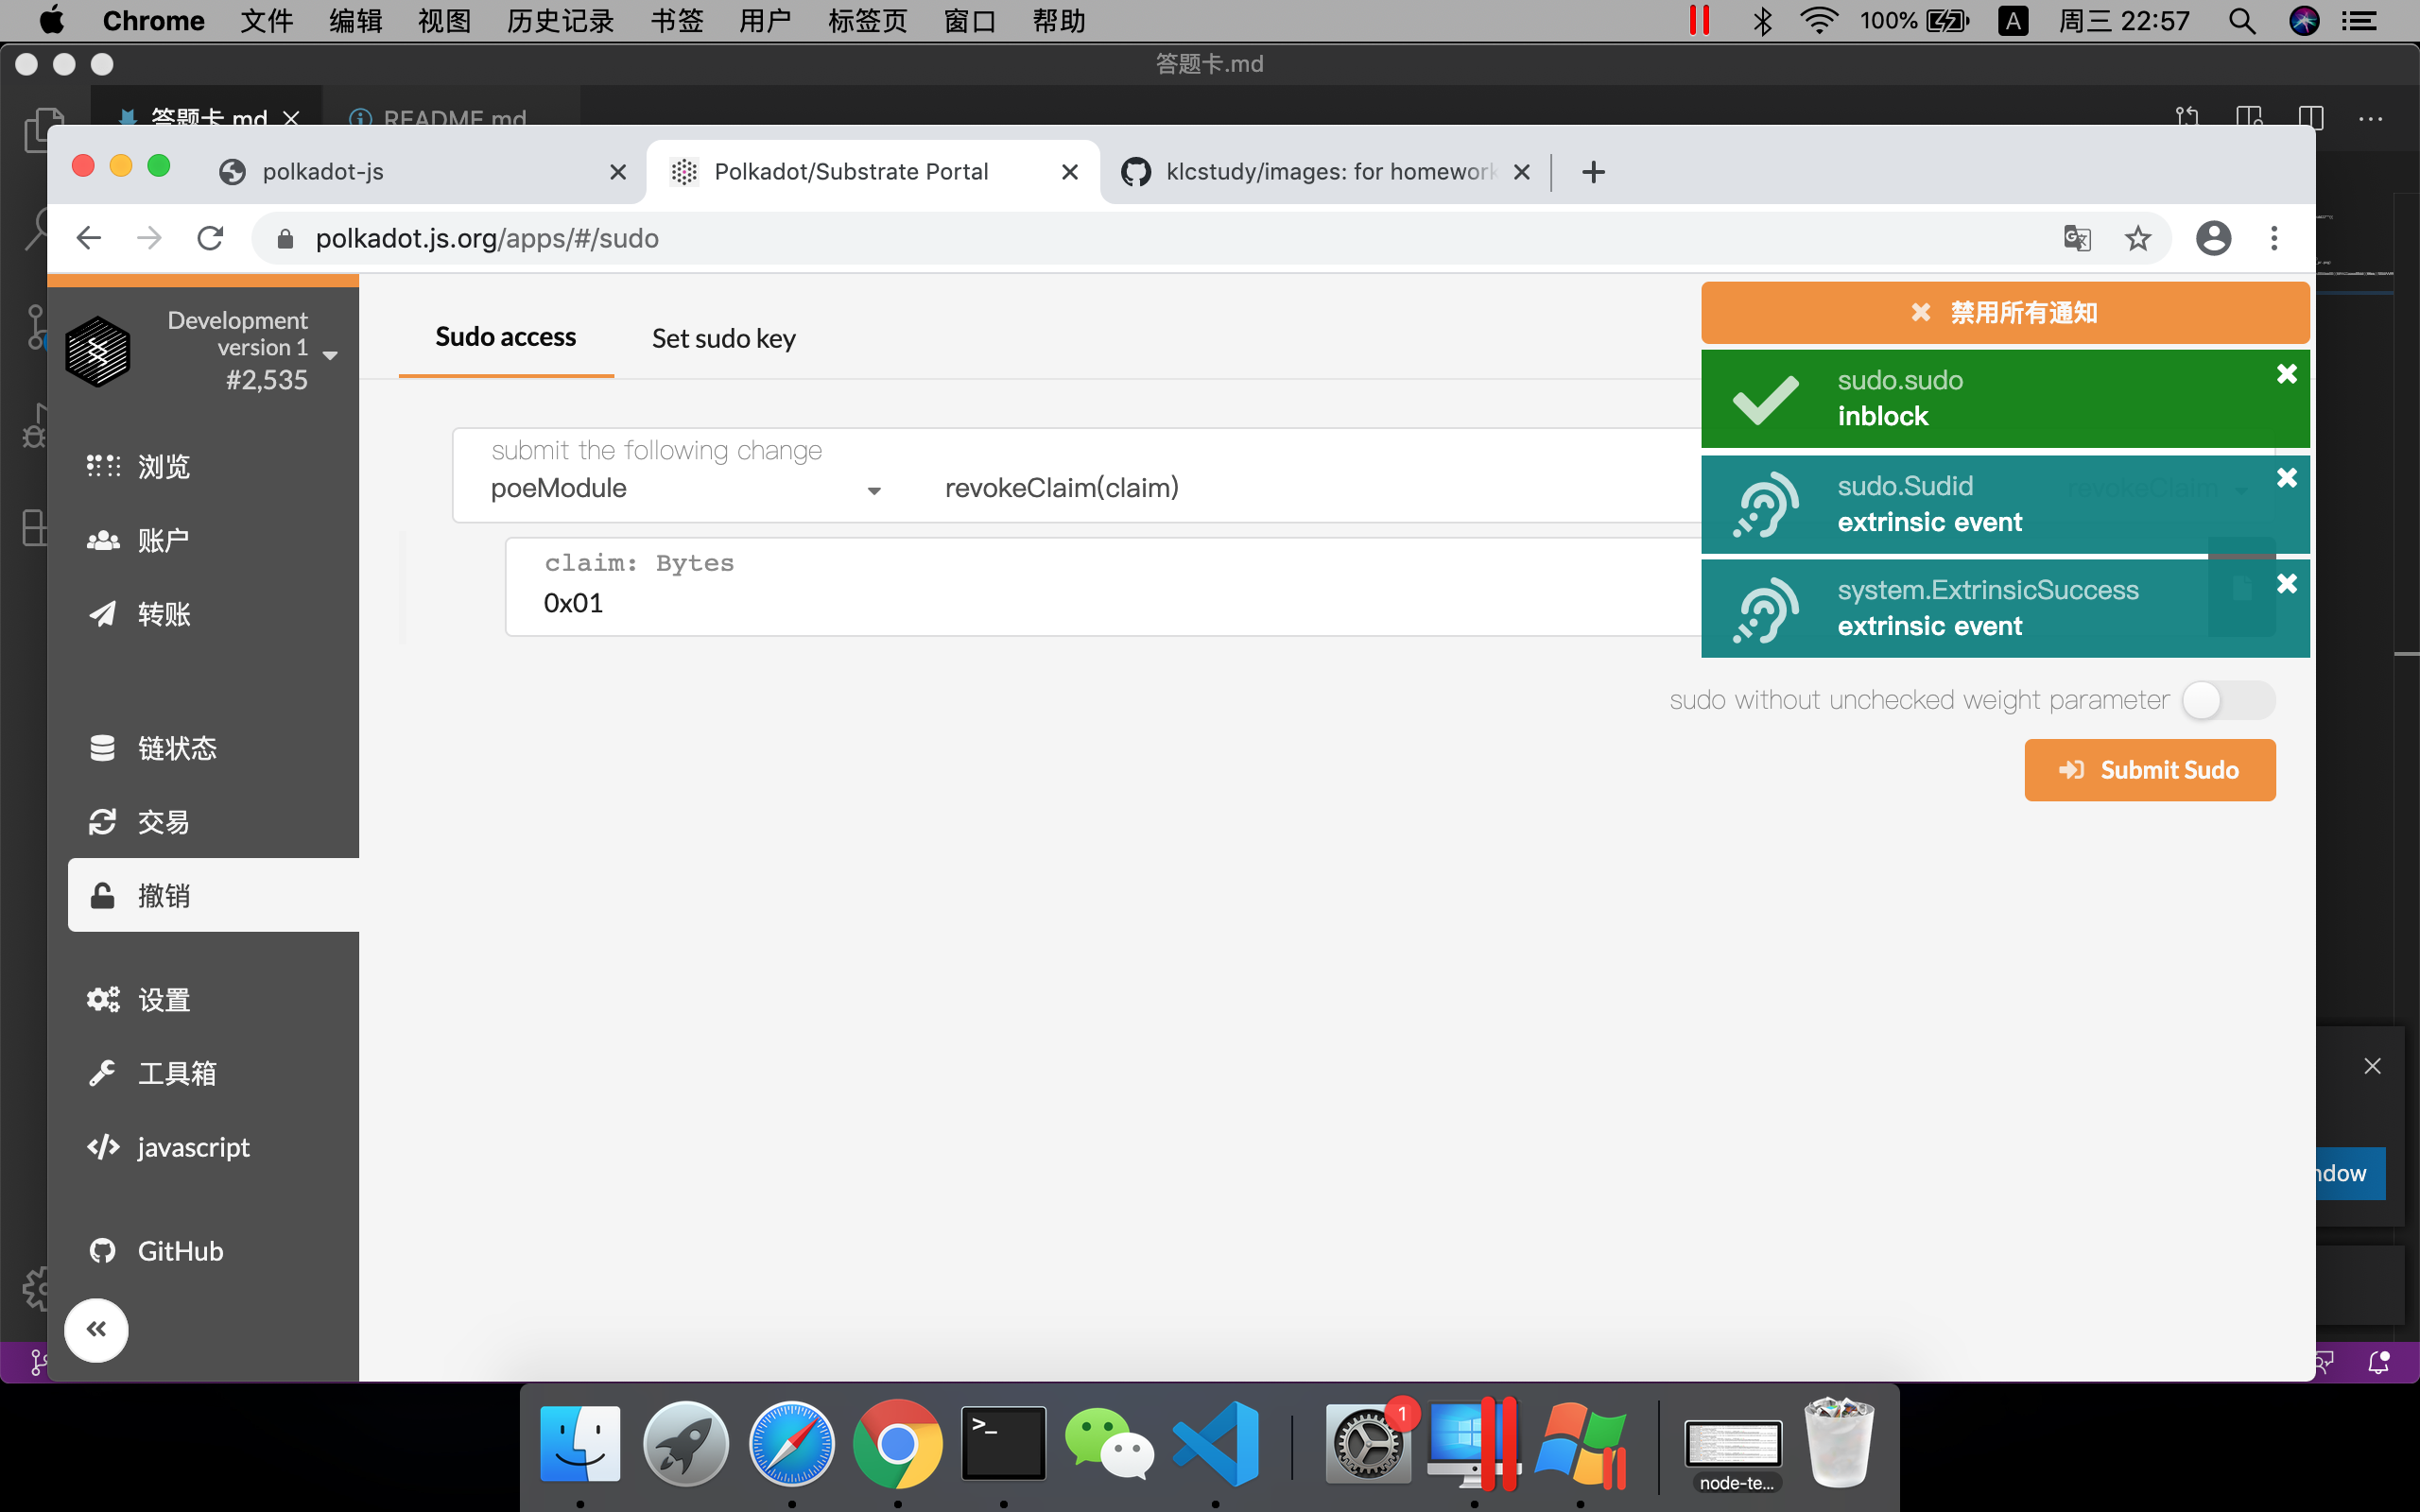 Chrome 文件 编辑 视图 历史记录 书签 用户 标签页 窗口 帮助 100% A 周三 22:57
答题卡.md
答题卡.md README.md
polkadot-js Polkadot/Substrate Portal klcstudy/images: for homework
polkadot.js.org/apps/#/sudo
Development
version 1
#2,535
浏览
账户
转账
链状态
交易
撤销
设置
工具箱
javascript
GitHub
Sudo access Set sudo key
submit the following change
poeModule revokeClaim(claim)
revokeClaim
claim: Bytes
0x01
禁用所有通知
sudo.sudo
inblock
sudo.Sudid
extrinsic event
system.ExtrinsicSuccess
extrinsic event
sudo without unchecked weight parameter
Submit Sudo
ndow
>_
1
node-te...